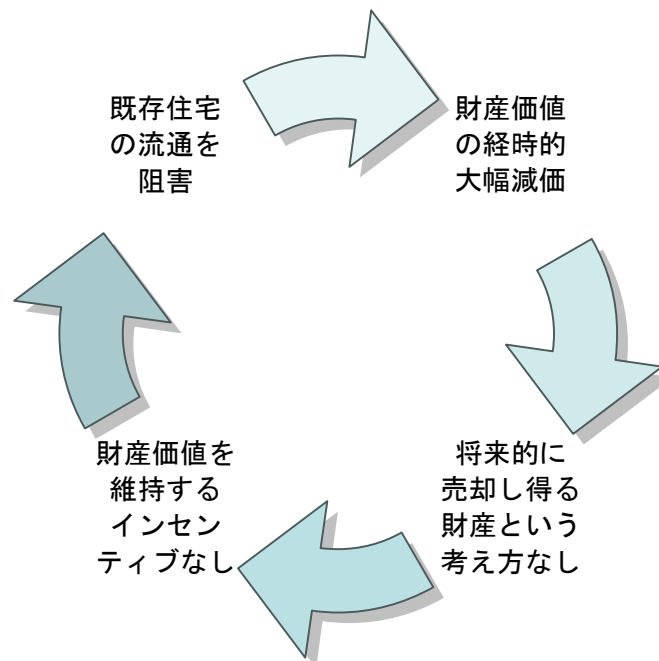 既存住宅
の流通を
阻害
財産価値
の経時的
大幅減価
将来的に
売却し得る
財産という
考え方なし
財産価値を
維持する
インセン
ティブなし